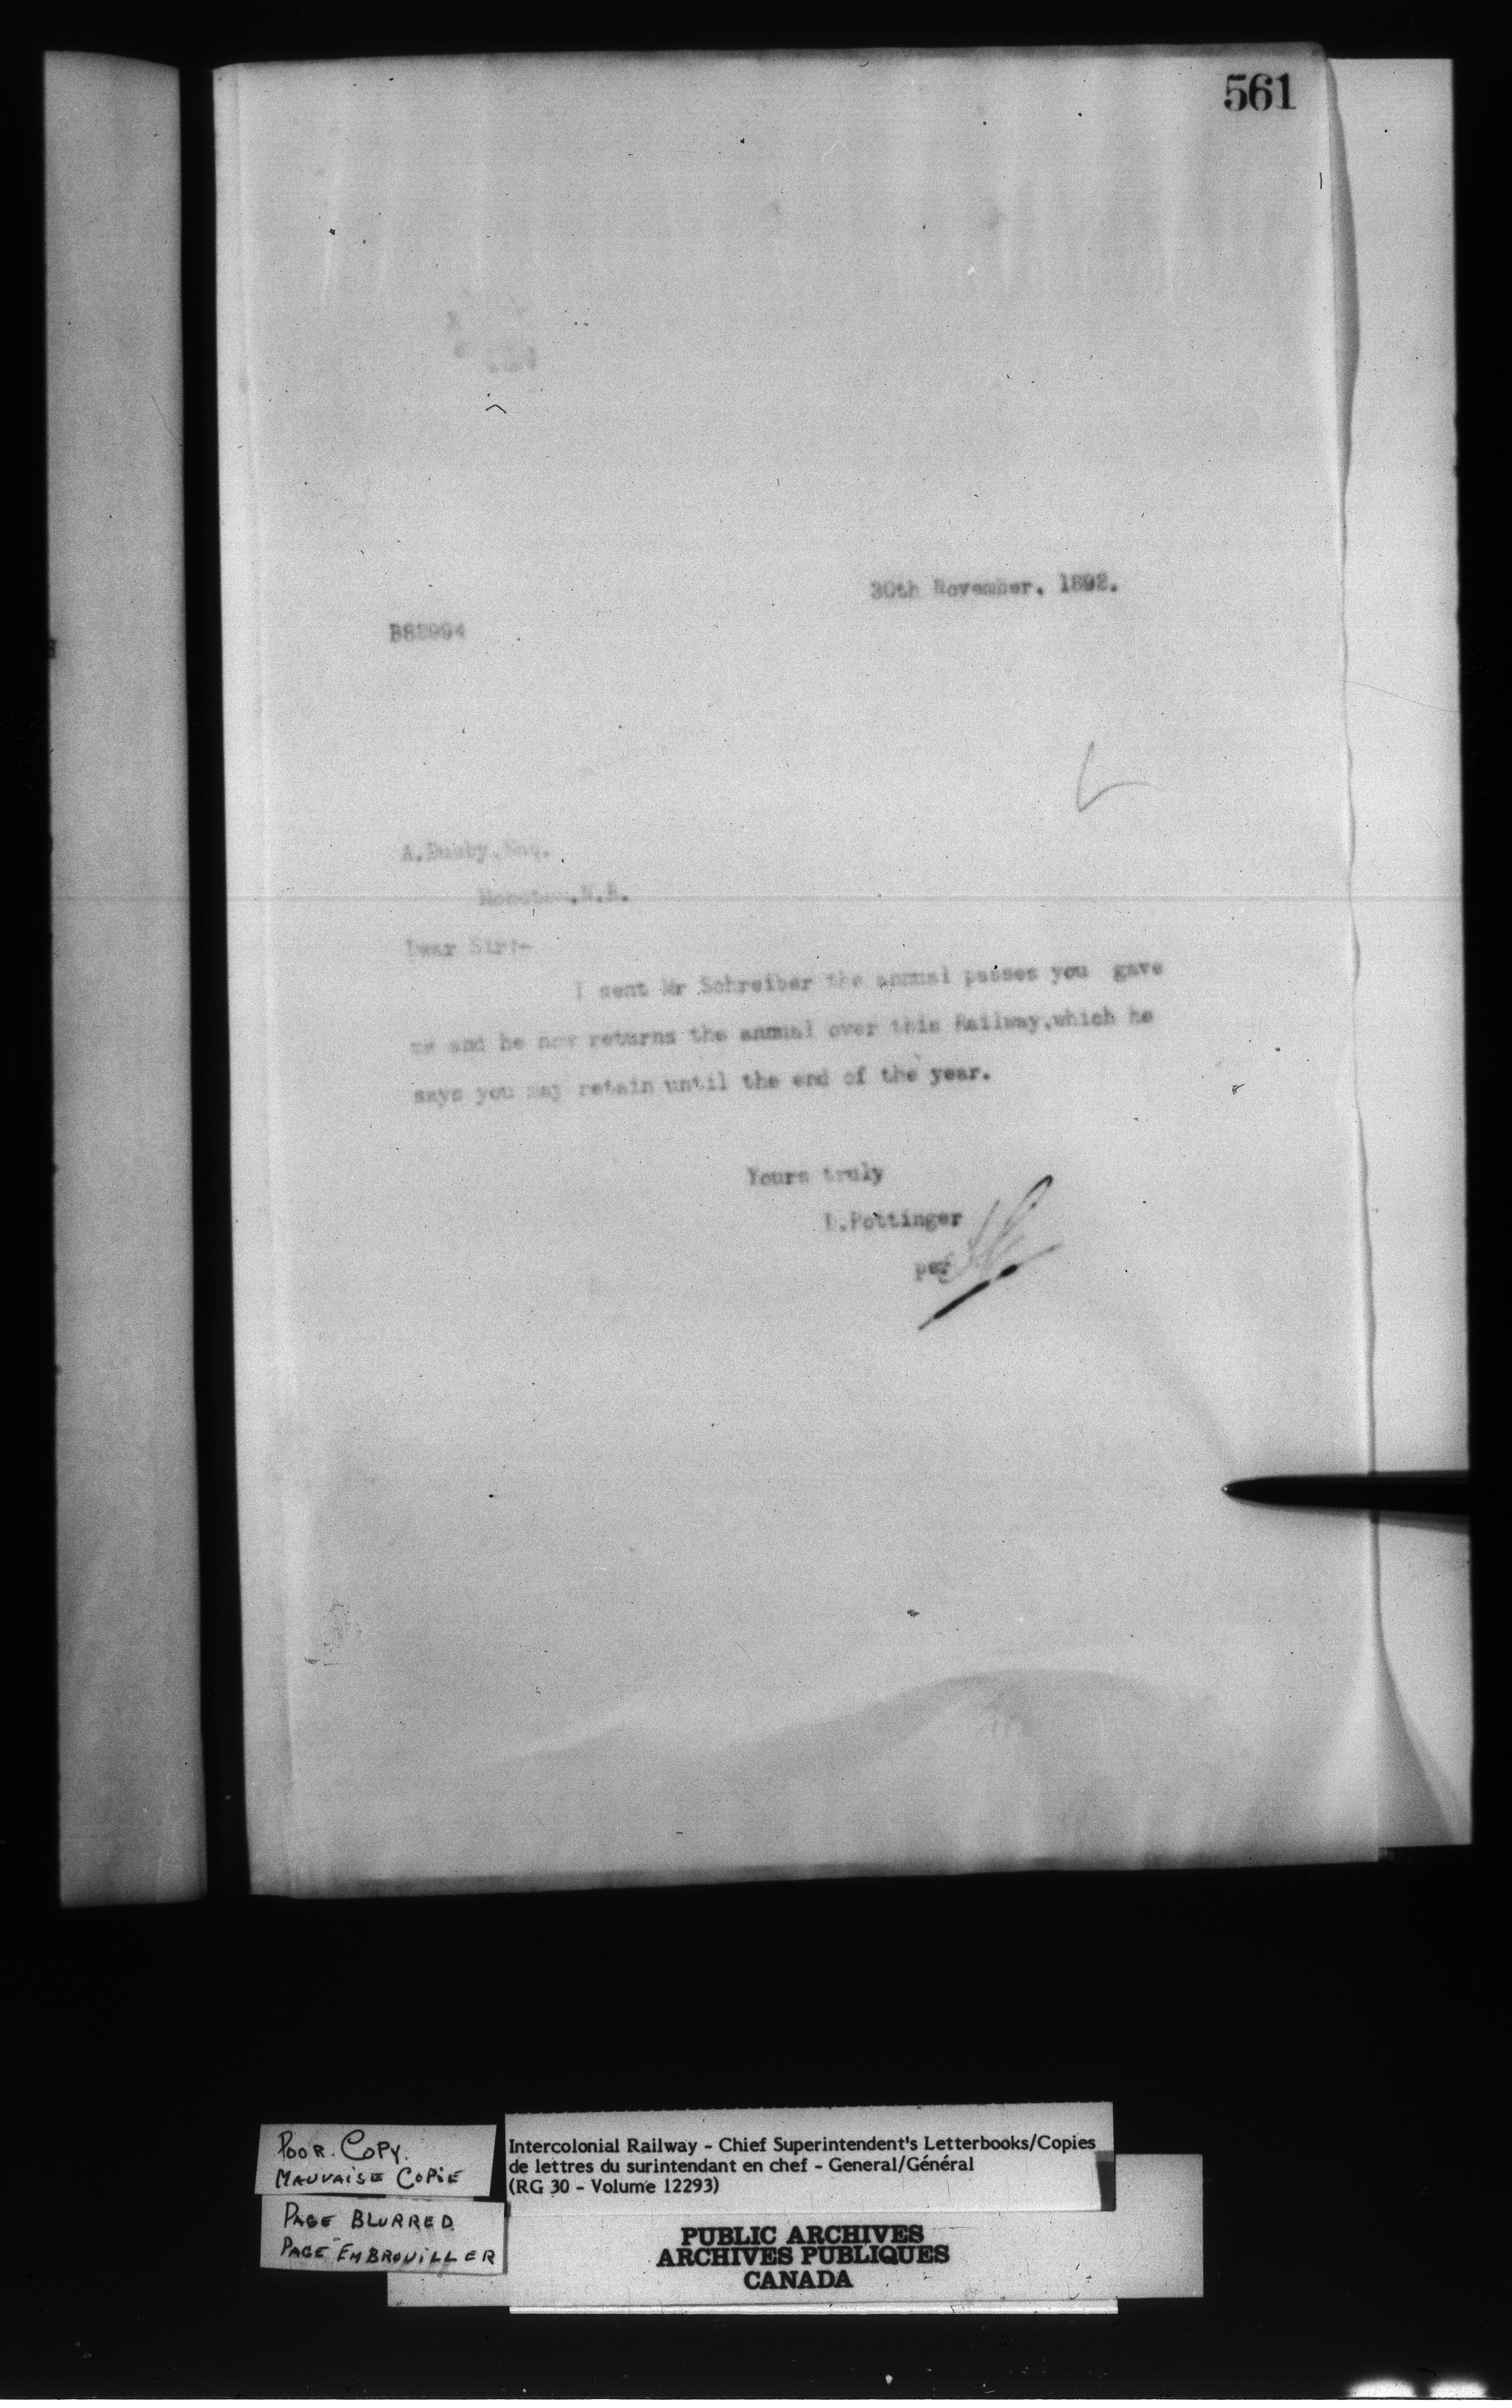 561
30th November. 1892.
B82994
A.Busby,Esq.
Moncton,N.B.
Dear Sir:-
I sent Mr Schreiber the annual passes you gave
me and he now returns the annual over this Railway,which he
says you may retain until the end of the year.
Yours truly
D.Pottinger
per
POOR. COPY.
MAUVAISE COPIE
PAGE BLURRED
PAGE EMBROUILLER
Intercolonial Railway - Chief Superintendent's Letterbooks/Copies
de lettres du surintendant en chef - General/Général
(RG 30 - Volume 12293)
PUBLIC ARCHIVES
ARCHIVES PUBLIQUES
CANADA